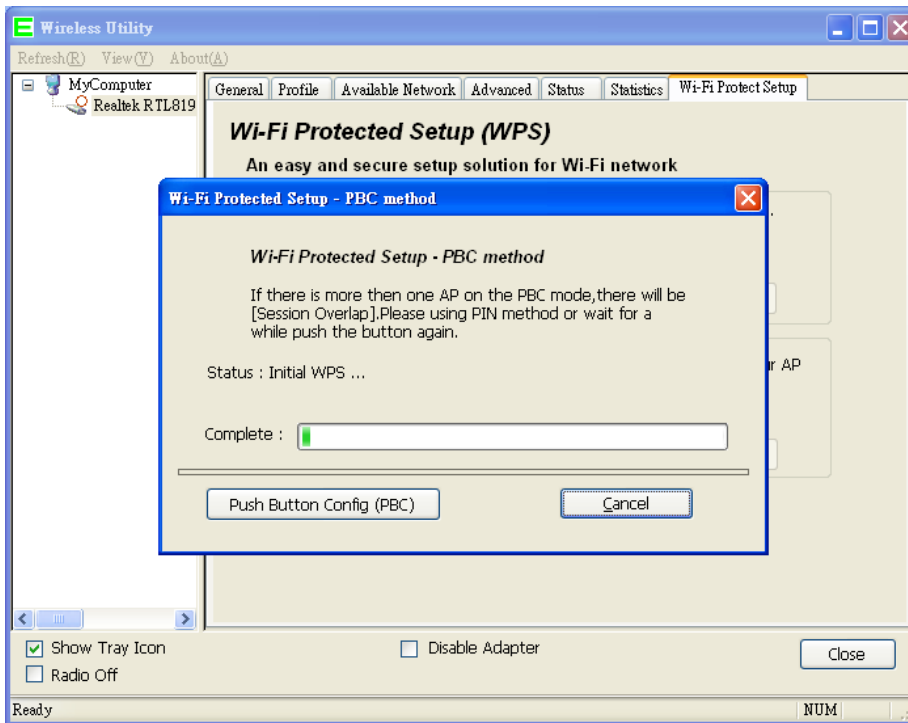 Wireless Utility
Refresh(R) View(V) About(A)
MyComputer
Realtek RTL819
General Profile Available Network Advanced Status Statistics Wi-Fi Protect Setup
Wi-Fi Protected Setup (WPS)
An easy and secure setup solution for Wi-Fi network
Wi-Fi Protected Setup - PBC method
Wi-Fi Protected Setup - PBC method
If there is more then one AP on the PBC mode,there will be
[Session Overlap].Please using PIN method or wait for a
while push the button again.
Status : Initial WPS ...
AP
Complete :
Push Button Config (PBC) Cancel
Show Tray Icon Disable Adapter Close
Radio Off
Ready NUM